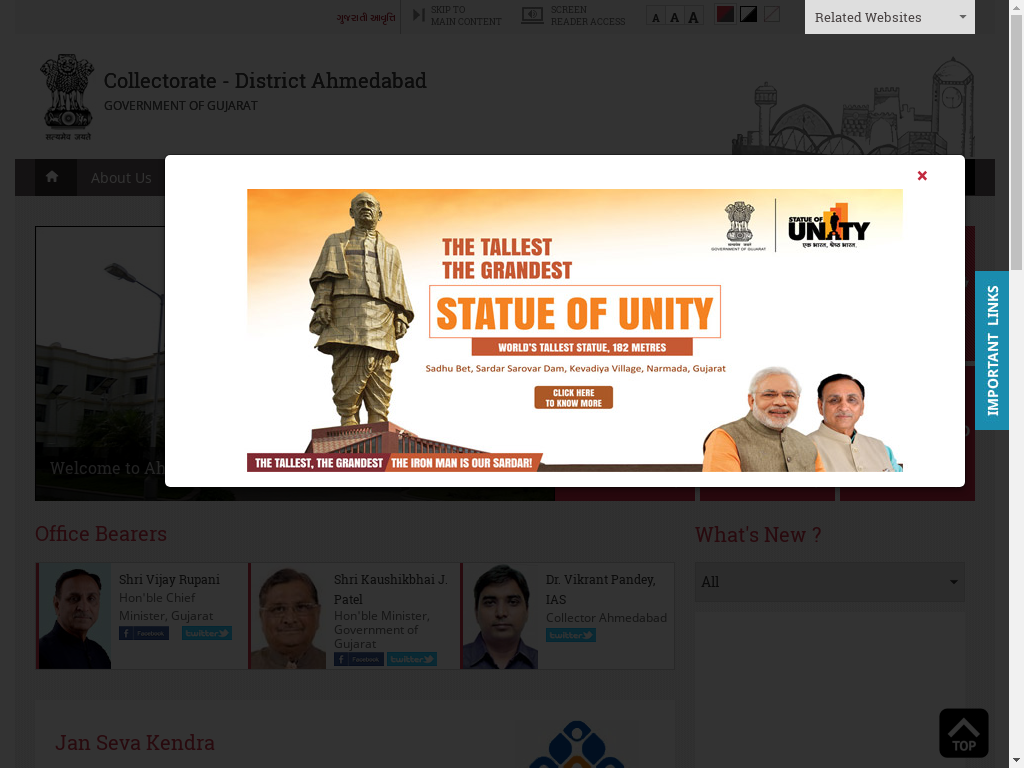 ગુજરાતી આવૃત્તિ
SKIP TO
MAIN CONTENT
SCREEN
READER ACCESS
A A A
Related Websites
Collectorate - District Ahmedabad
GOVERNMENT OF GUJARAT
सत्यमेव जयते
About Us
GOVERNMENT OF GUJARAT
STATUE OF
UNITY
एक भारत, श्रेष्ठ भारत.
THE TALLEST
THE GRANDEST
STATUE OF UNITY
WORLD'S TALLEST STATUE, 182 METRES
Sadhu Bet, Sardar Sarovar Dam, Kevadiya Village, Narmada, Gujarat
CLICK HERE
TO KNOW MORE
THE TALLEST, THE GRANDEST THE IRON MAN IS OUR SARDAR!
IMPORTANT LINKS
Welcome to Ah
Office Bearers
What's New ?
Shri Vijay Rupani
Hon'ble Chief
Minister, Gujarat
Facebook
twitter
Shri Kaushikbhai J.
Patel
Hon'ble Minister,
Government of
Gujarat
Facebook
twitter
Dr. Vikrant Pandey,
IAS
Collector Ahmedabad
twitter
All
Jan Seva Kendra
TOP